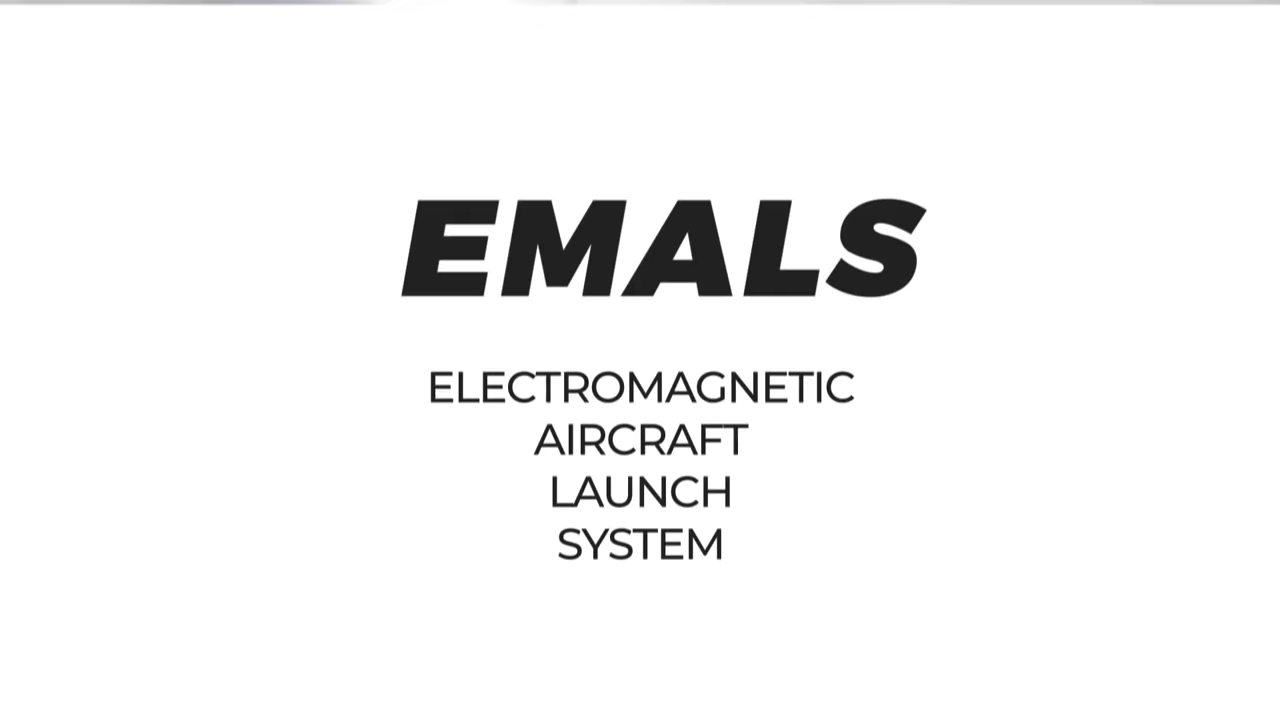 EMALS
ELECTROMAGNETIC
AIRCRAFT
LAUNCH
SYSTEM